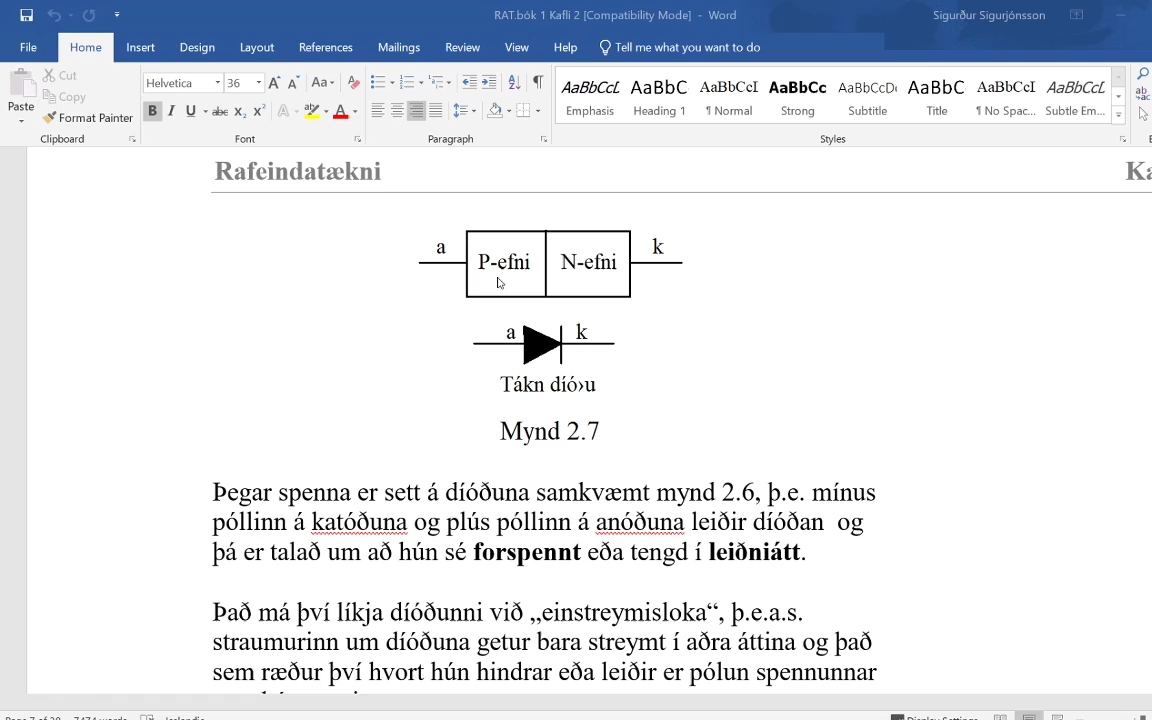 RAT.bók 1 Kafli 2 [Compatibility Mode] - Word
Sigurður Sigurjónsson
File Home Insert Design Layout References Mailings Review View Help Tell me what you want to do
Paste
Cut
Copy
Format Painter
Helvetica 36
Clipboard Font Paragraph Styles
AaBbCcL AaBbC AaBbCcI AaBbCc AaBbCcDc AaBbC AaBbCcI AaBbCcL
Emphasis Heading 1 ¶ Normal Strong Subtitle Title ¶ No Spac... Subtle Em...
Rafeindatækni
a P-efni N-efni k
a k
Tákn díó›u
Mynd 2.7
Þegar spenna er sett á díóðuna samkvæmt mynd 2.6, þ.e. mínus
póllinn á katóðuna og plús póllinn á anóðuna leiðir díóðan og
þá er talað um að hún sé forspennt eða tengd í leiðniátt.
Það má því líkja díóðunni við „einstreymisloka“, þ.e.a.s.
straumurinn um díóðuna getur bara streymt í aðra áttina og það
sem ræður því hvort hún hindrar eða leiðir er pólun spennunnar